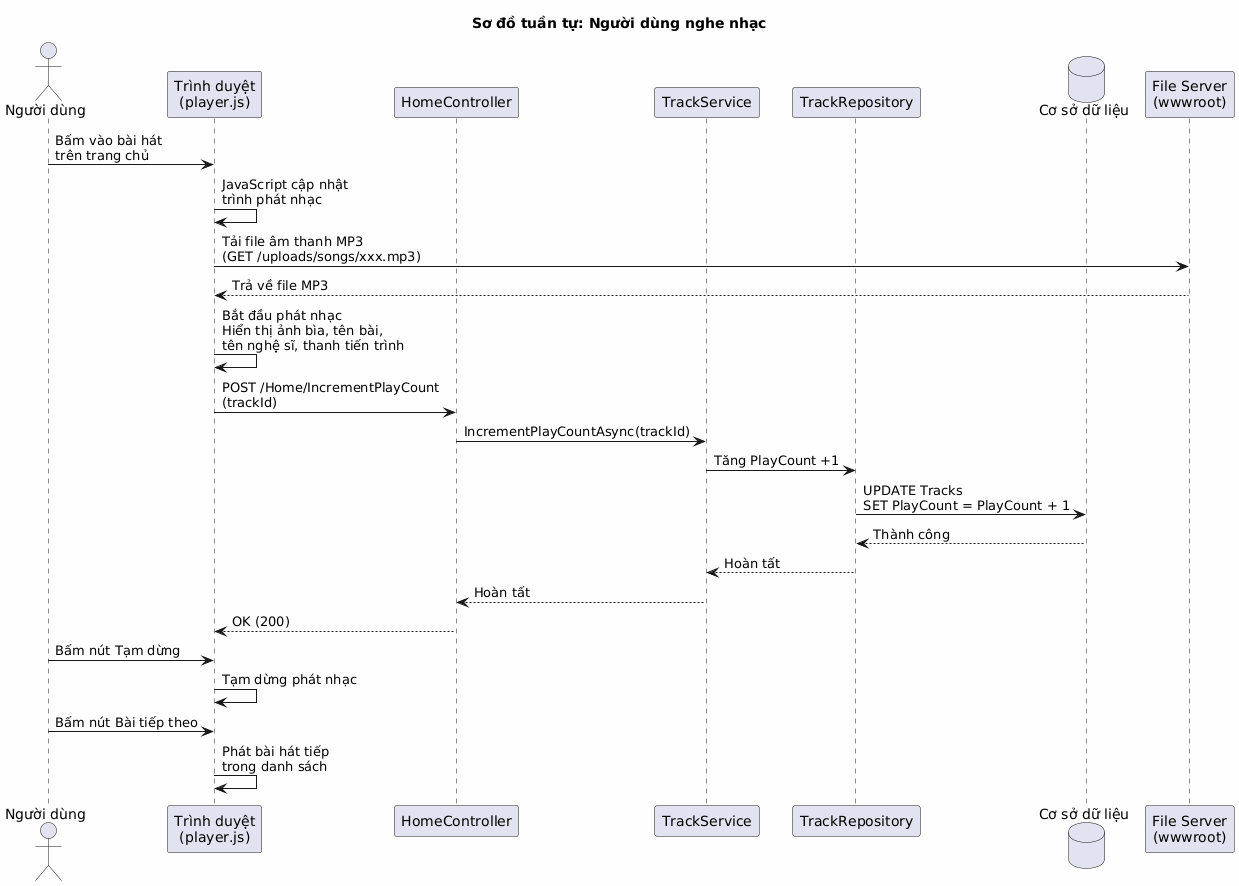 Sơ đồ tuần tự: Người dùng nghe nhạc
Người dùng
Trình duyệt
(player.js)
HomeController
TrackService
TrackRepository
Cơ sở dữ liệu
File Server
(wwwroot)
Bấm vào bài hát
trên trang chủ
JavaScript cập nhật
trình phát nhạc
Tải file âm thanh MP3
(GET /uploads/songs/xxx.mp3)
Trả về file MP3
Bắt đầu phát nhạc
Hiển thị ảnh bìa, tên bài,
tên nghệ sĩ, thanh tiến trình
POST /Home/IncrementPlayCount
(trackId)
IncrementPlayCountAsync(trackId)
Tăng PlayCount +1
UPDATE Tracks
SET PlayCount = PlayCount + 1
Thành công
Hoàn tất
Hoàn tất
OK (200)
Bấm nút Tạm dừng
Tạm dừng phát nhạc
Bấm nút Bài tiếp theo
Phát bài hát tiếp
trong danh sách
Người dùng
Trình duyệt
(player.js)
HomeController
TrackService
TrackRepository
Cơ sở dữ liệu
File Server
(wwwroot)